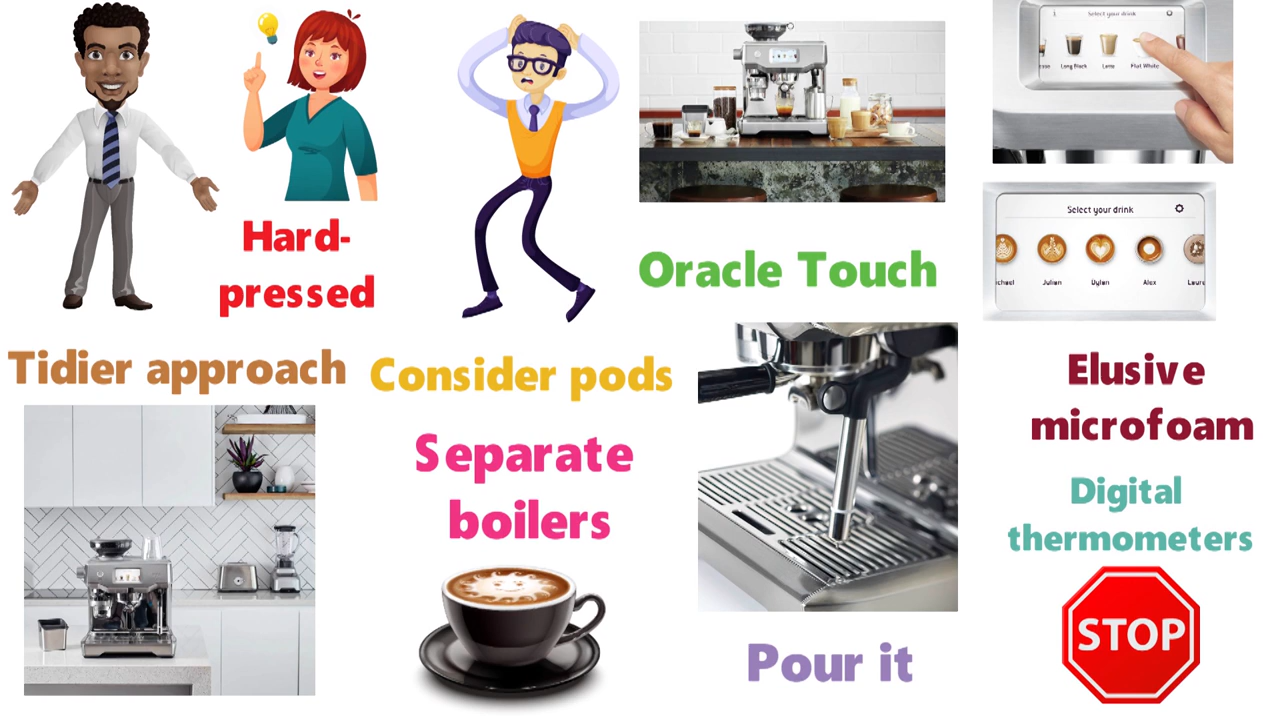 Select your drink
Long Black
Latte
Flat White
Hard-
pressed
Select your drink
Julian
Dylan
Alex
Oracle Touch
Tidier approach
Consider pods
Elusive
microfoam
Separate
boilers
Digital
thermometers
STOP
Pour it